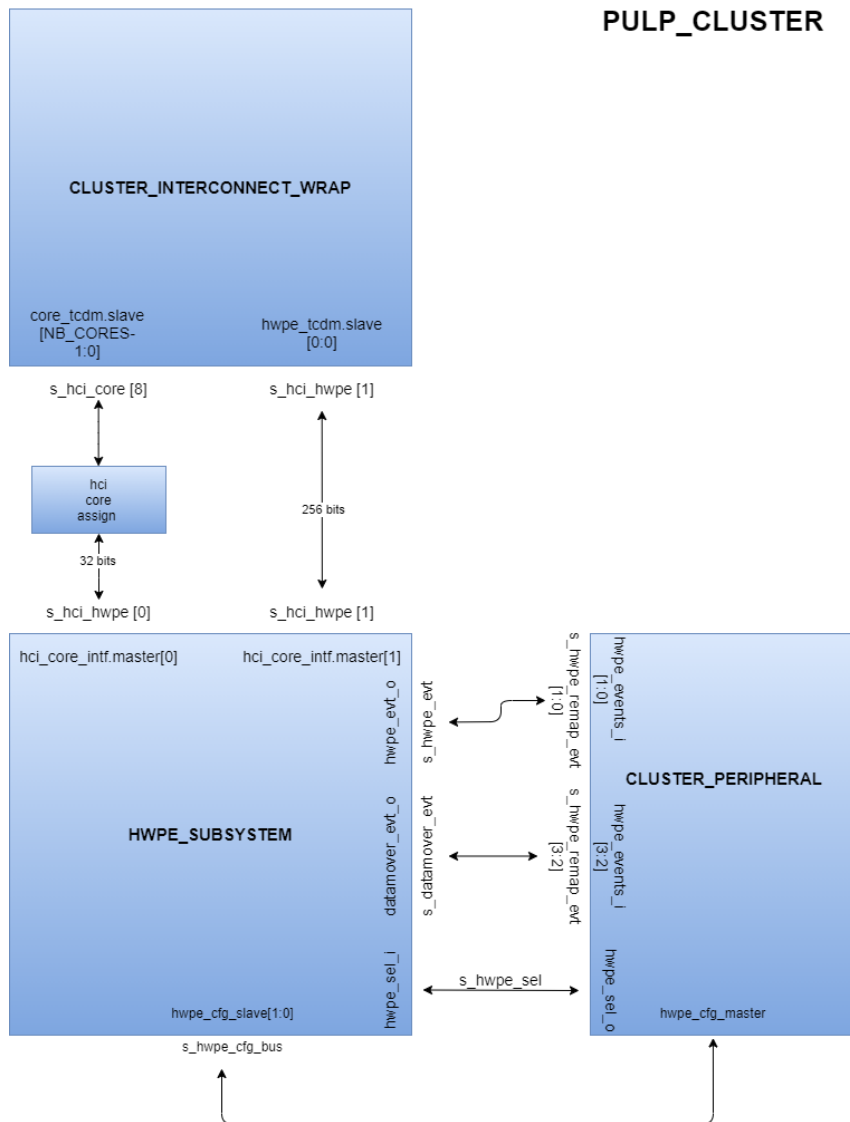 PULP_CLUSTER
CLUSTER_INTERCONNECT_WRAP
core_tcdm.slave
[NB_CORES-
1:0]
hwpe_tcdm.slave
[0:0]
s_hci_core [8]
s_hci_hwpe [1]
hci
core
assign
256 bits
32 bits
s_hci_hwpe [0]
s_hci_hwpe [1]
hci_core_intf.master[0]
hci_core_intf.master[1]
hwpe_evt_o
s_hwpe_evt
s_hwpe_remap_evt
[1:0]
hwpe_events_i
[1:0]
CLUSTER_PERIPHERAL
HWPE_SUBSYSTEM
datamover_evt_o
s_datamover_evt
s_hwpe_remap_evt
[3:2]
hwpe_events_i
[3:2]
hwpe_sel_i
s_hwpe_sel
hwpe_sel_o
hwpe_cfg_slave[1:0]
hwpe_cfg_master
s_hwpe_cfg_bus